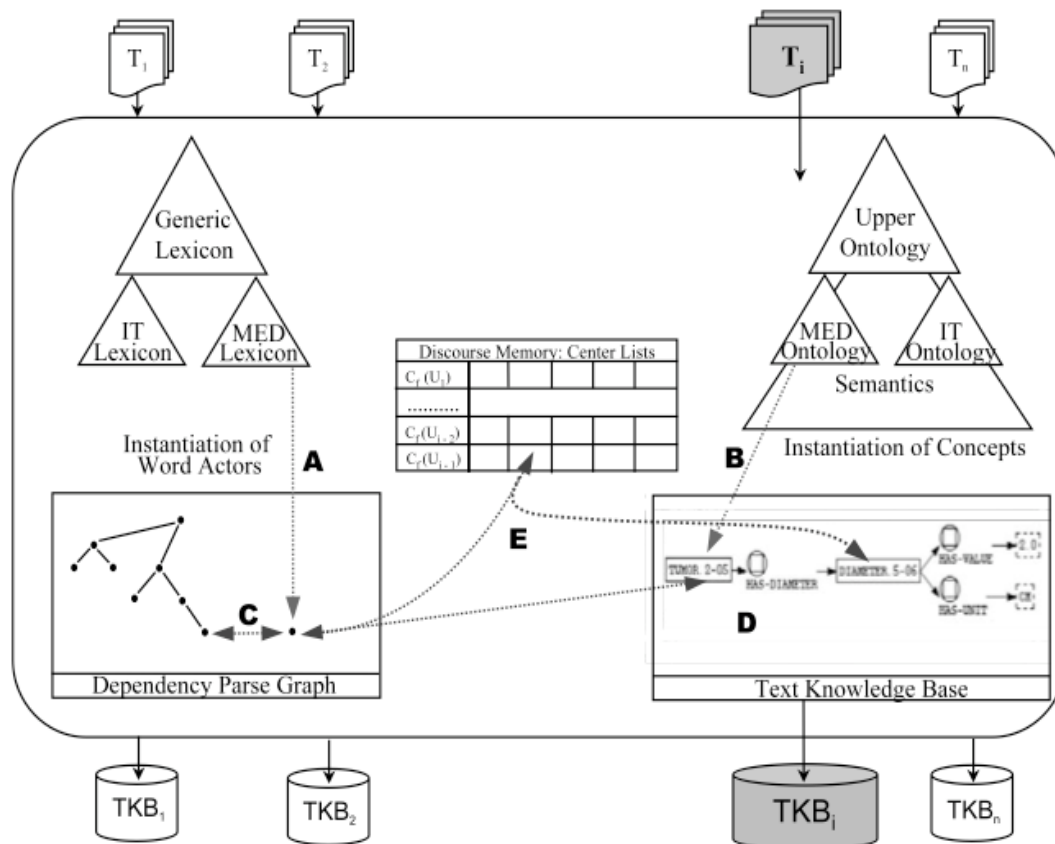 T1
T2
Ti
Tn
Generic
Lexicon
IT
Lexicon
MED
Lexicon
Upper
Ontology
MED
Ontology
IT
Ontology
Semantics
Discourse Memory: Center Lists
Cf (U1)
..........
Cf(Ui-2)
Cf(Ui-1)
Instantiation of
Word Actors
A
B
Instantiation of Concepts
E
C
D
TUMOR.2-05
HAS-DIAMETER
DIAMETER.5-06
HAS-VALUE
2.0
HAS-UNIT
CM
Dependency Parse Graph
Text Knowledge Base
TKB1
TKB2
TKBi
TKBn